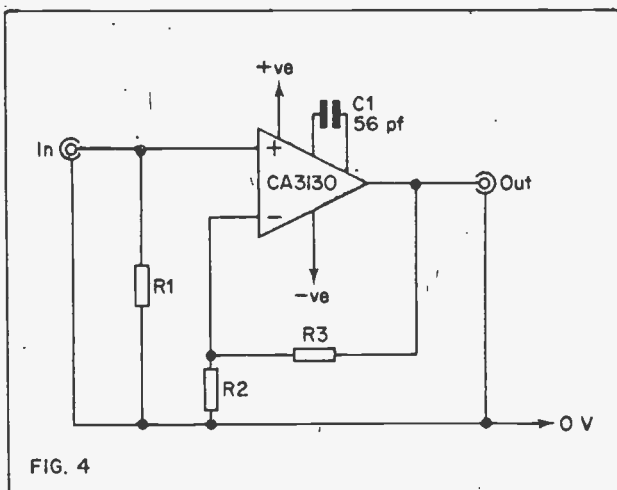 +ve
C1
56 pf
In
+
CA3130
Out
−
−ve
R1
R3
R2
0 V
FIG. 4